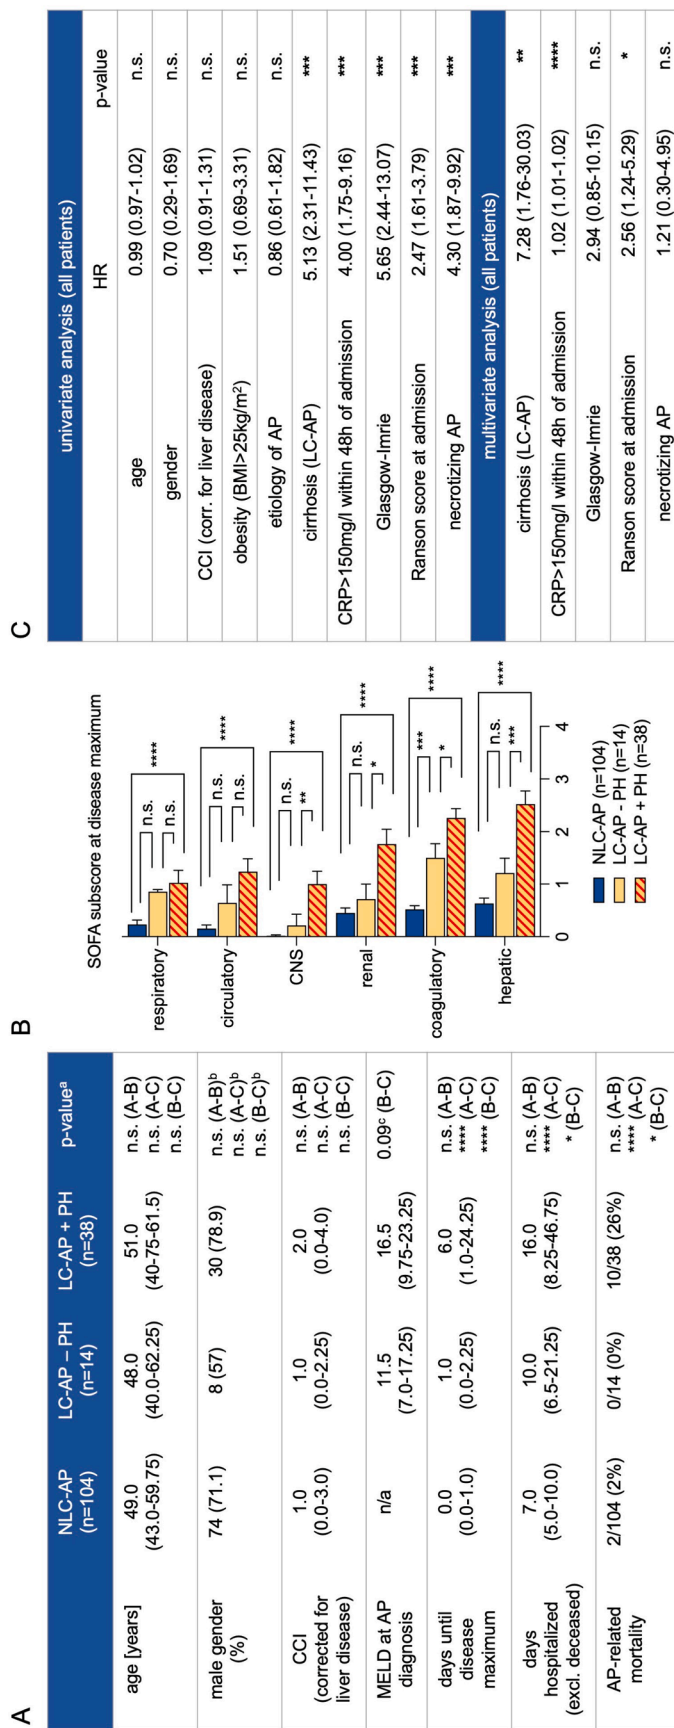 A
NLC-AP (n=104) LC-AP – PH (n=14) LC-AP + PH (n=38) p-valueᵃ
age [years] 49.0 (43.0-59.75) 48.0 (40.0-62.25) 51.0 (40-75-61.5) n.s. (A-B) n.s. (A-C) n.s. (B-C)
male gender (%) 74 (71.1) 8 (57) 30 (78.9) n.s. (A-B)ᵇ n.s. (A-C)ᵇ n.s. (B-C)ᵇ
CCI (corrected for liver disease) 1.0 (0.0-3.0) 1.0 (0.0-2.25) 2.0 (0.0-4.0) n.s. (A-B) n.s. (A-C) n.s. (B-C)
MELD at AP diagnosis n/a 11.5 (7.0-17.25) 16.5 (9.75-23.25) 0.09ᶜ (B-C)
days until disease maximum 0.0 (0.0-1.0) 1.0 (0.0-2.25) 6.0 (1.0-24.25) n.s. (A-B) **** (A-C) **** (B-C)
days hospitalized (excl. deceased) 7.0 (5.0-10.0) 10.0 (6.5-21.25) 16.0 (8.25-46.75) n.s. (A-B) **** (A-C) * (B-C)
AP-related mortality 2/104 (2%) 0/14 (0%) 10/38 (26%) n.s. (A-B) **** (A-C) * (B-C)
B
SOFA subscore at disease maximum
respiratory n.s. n.s. ****
circulatory n.s. n.s. ****
CNS n.s. ** ****
renal n.s. * ****
coagulatory *** * ****
hepatic n.s. *** ****
0 1 2 3 4
NLC-AP (n=104)
LC-AP - PH (n=14)
LC-AP + PH (n=38)
C
univariate analysis (all patients)
HR p-value
age 0.99 (0.97-1.02) n.s.
gender 0.70 (0.29-1.69) n.s.
CCI (corr. for liver disease) 1.09 (0.91-1.31) n.s.
obesity (BMI>25kg/m²) 1.51 (0.69-3.31) n.s.
etiology of AP 0.86 (0.61-1.82) n.s.
cirrhosis (LC-AP) 5.13 (2.31-11.43) ***
CRP>150mg/l within 48h of admission 4.00 (1.75-9.16) ***
Glasgow-Imrie 5.65 (2.44-13.07) ***
Ranson score at admission 2.47 (1.61-3.79) ***
necrotizing AP 4.30 (1.87-9.92) ***
multivariate analysis (all patients)
cirrhosis (LC-AP) 7.28 (1.76-30.03) **
CRP>150mg/l within 48h of admission 1.02 (1.01-1.02) ****
Glasgow-Imrie 2.94 (0.85-10.15) n.s.
Ranson score at admission 2.56 (1.24-5.29) *
necrotizing AP 1.21 (0.30-4.95) n.s.